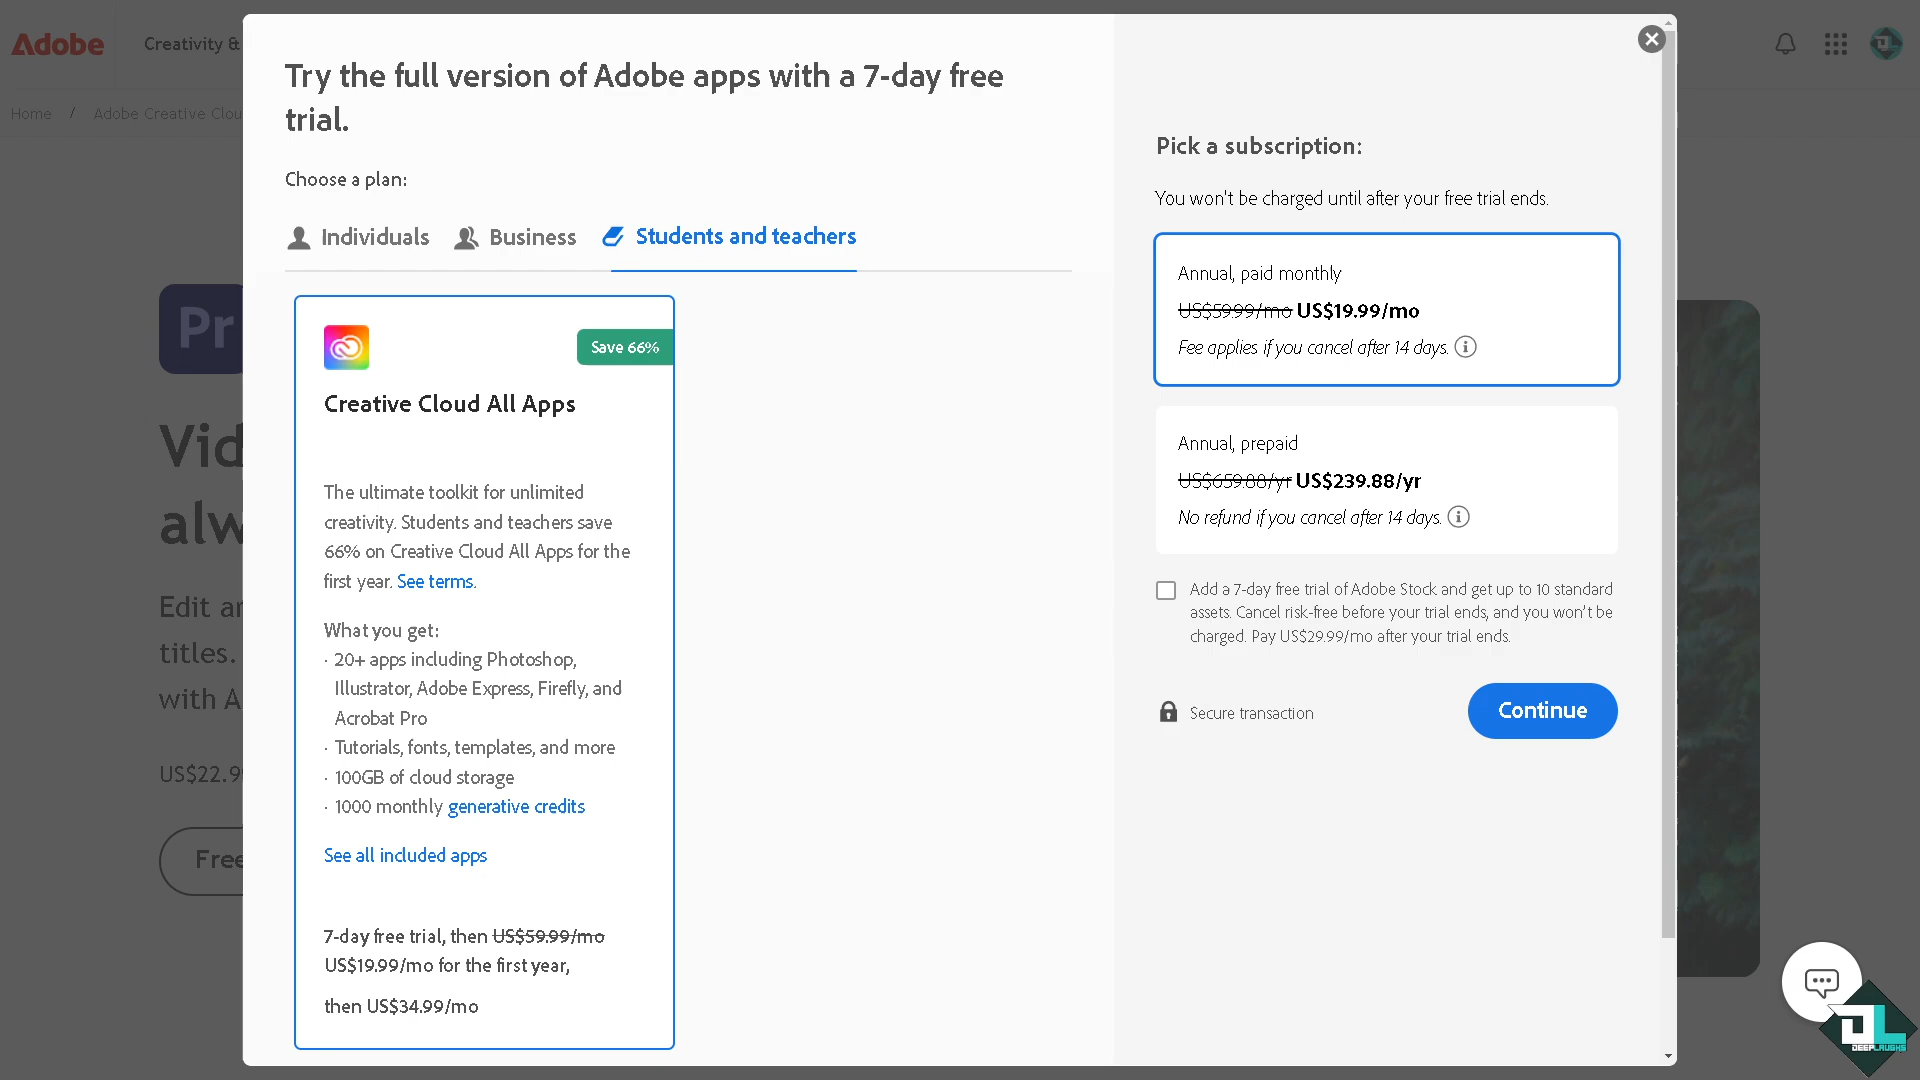 Adobe
Creativity &
Home / Adobe Creative Clou
Pr
Vid
alw
Edit an
titles.
with A
US$22.99
Free
Try the full version of Adobe apps with a 7-day free
trial.
Choose a plan:
Individuals
Business
Students and teachers
Save 66%
Creative Cloud All Apps
The ultimate toolkit for unlimited
creativity. Students and teachers save
66% on Creative Cloud All Apps for the
first year. See terms.
What you get:
· 20+ apps including Photoshop,
Illustrator, Adobe Express, Firefly, and
Acrobat Pro
· Tutorials, fonts, templates, and more
· 100GB of cloud storage
· 1000 monthly generative credits
See all included apps
7-day free trial, then US$59.99/mo
US$19.99/mo for the first year,
then US$34.99/mo
Pick a subscription:
You won't be charged until after your free trial ends.
Annual, paid monthly
US$59.99/mo US$19.99/mo
Fee applies if you cancel after 14 days.
Annual, prepaid
US$659.88/yr US$239.88/yr
No refund if you cancel after 14 days.
Add a 7-day free trial of Adobe Stock and get up to 10 standard
assets. Cancel risk-free before your trial ends, and you won't be
charged. Pay US$29.99/mo after your trial ends.
Secure transaction
Continue
DL
DEEPLAUGHS